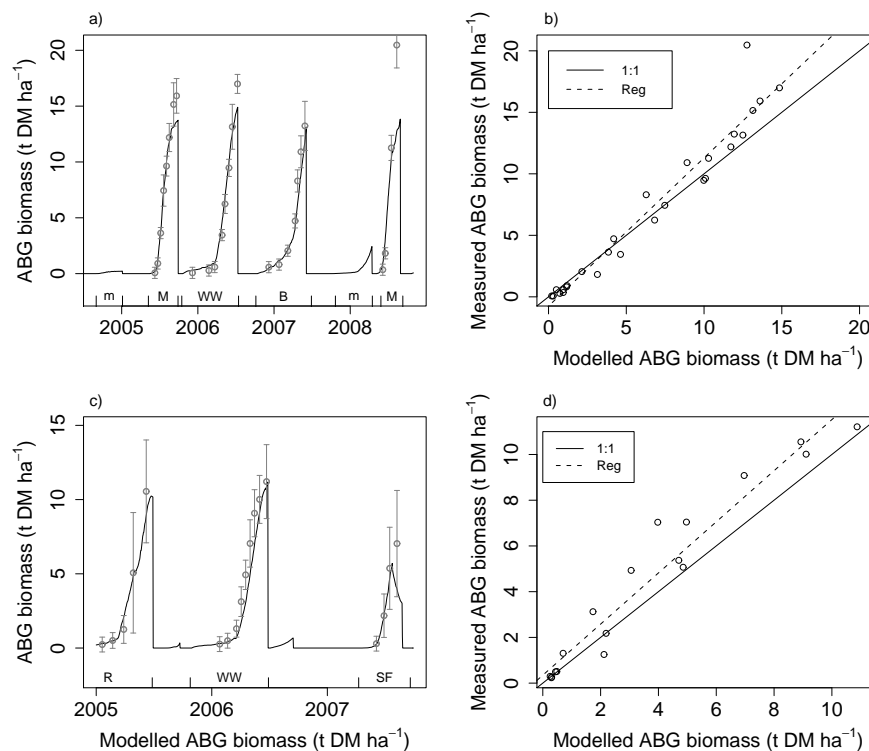 a)
ABG biomass (t DM ha⁻¹)
20
15
10
5
0
m M WW B m M
2005 2006 2007 2008
b)
Measured ABG biomass (t DM ha⁻¹)
20
15
10
5
0
1:1
Reg
0 5 10 15 20
Modelled ABG biomass (t DM ha⁻¹)
c)
ABG biomass (t DM ha⁻¹)
15
10
5
0
R WW SF
2005 2006 2007
Modelled ABG biomass (t DM ha⁻¹)
d)
Measured ABG biomass (t DM ha⁻¹)
10
8
6
4
2
0
1:1
Reg
0 2 4 6 8 10
Modelled ABG biomass (t DM ha⁻¹)